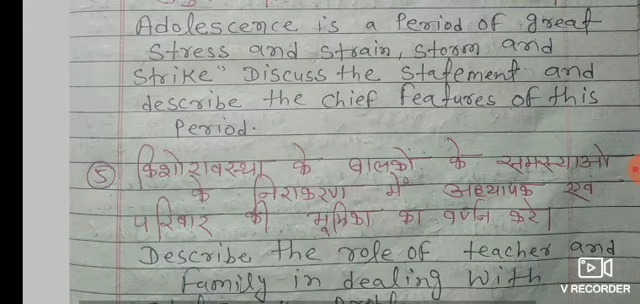 Adolescence is a Period of great
stress and strain, storm and
strike" Discuss the statement and
describe the chief features of this
Period.
⑤ किशोरावस्था के बालकों के समस्याओ
के निराकरण में अध्यापक एवं
परिवार की भूमिका का वर्णन करे।
Describe the role of teacher and
family in dealing with
V RECORDER